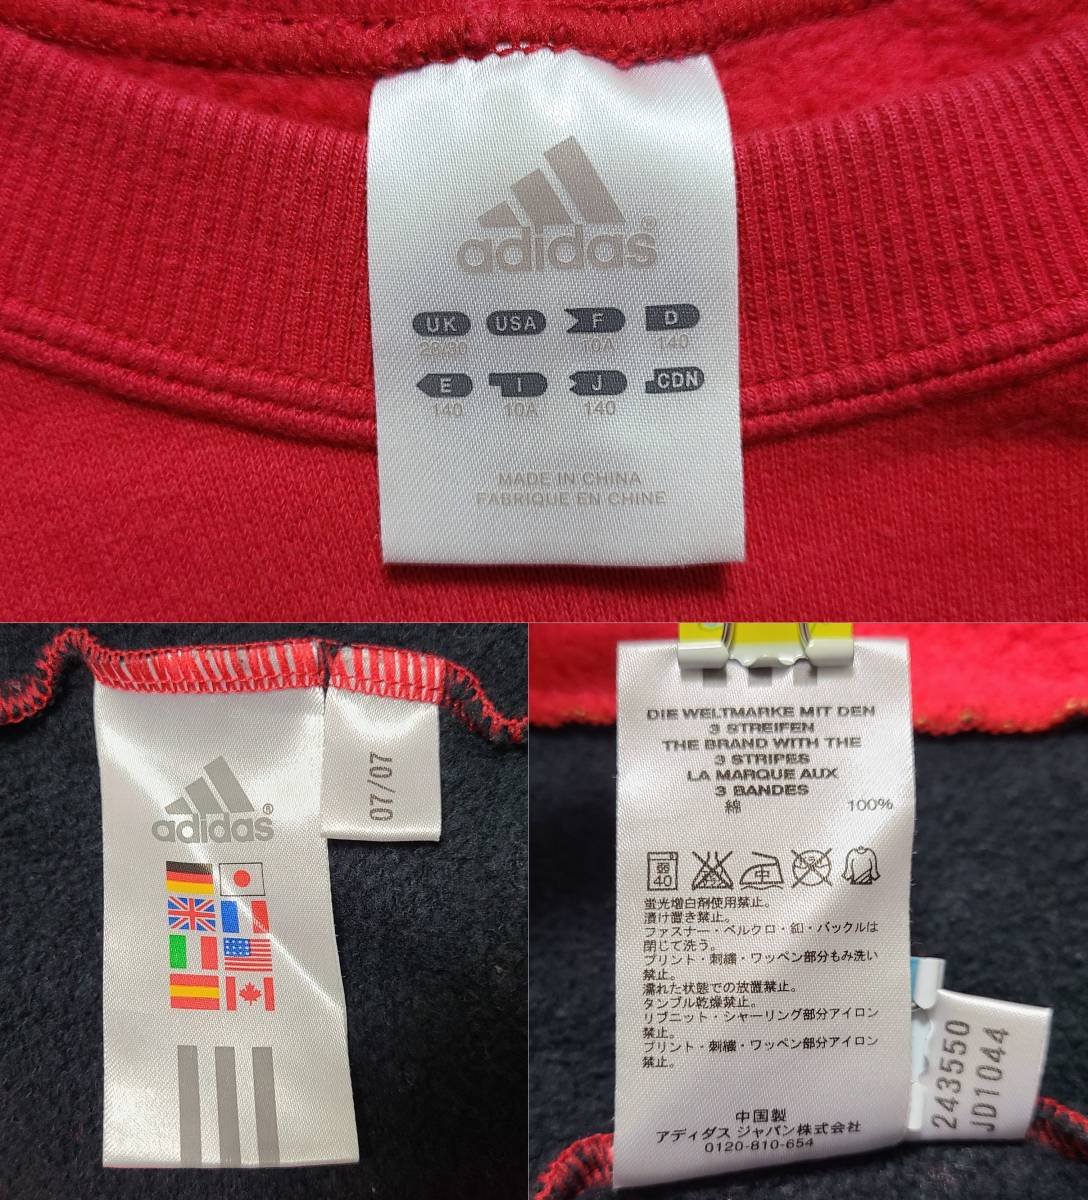 adidas®
UK USA F D
29/30 10A 140
E I J CDN
140 10A 140
MADE IN CHINA
FABRIQUE EN CHINE
adidas®
07/07
DIE WELTMARKE MIT DEN
3 STREIFEN
THE BRAND WITH THE
3 STRIPES
LA MARQUE AUX
3 BANDES
綿 100%
弱
40
中
蛍光増白剤使用禁止。
漬け置き禁止。
ファスナー・ベルクロ・釦・バックルは
閉じて洗う。
プリント・刺繍・ワッペン部分もみ洗い
禁止。
濡れた状態での放置禁止。
タンブル乾燥禁止。
リブニット・シャーリング部分アイロン
禁止。
プリント・刺繍・ワッペン部分アイロン
禁止。
中国製
アディダス ジャパン株式会社
0120-810-654
243550
JD1044